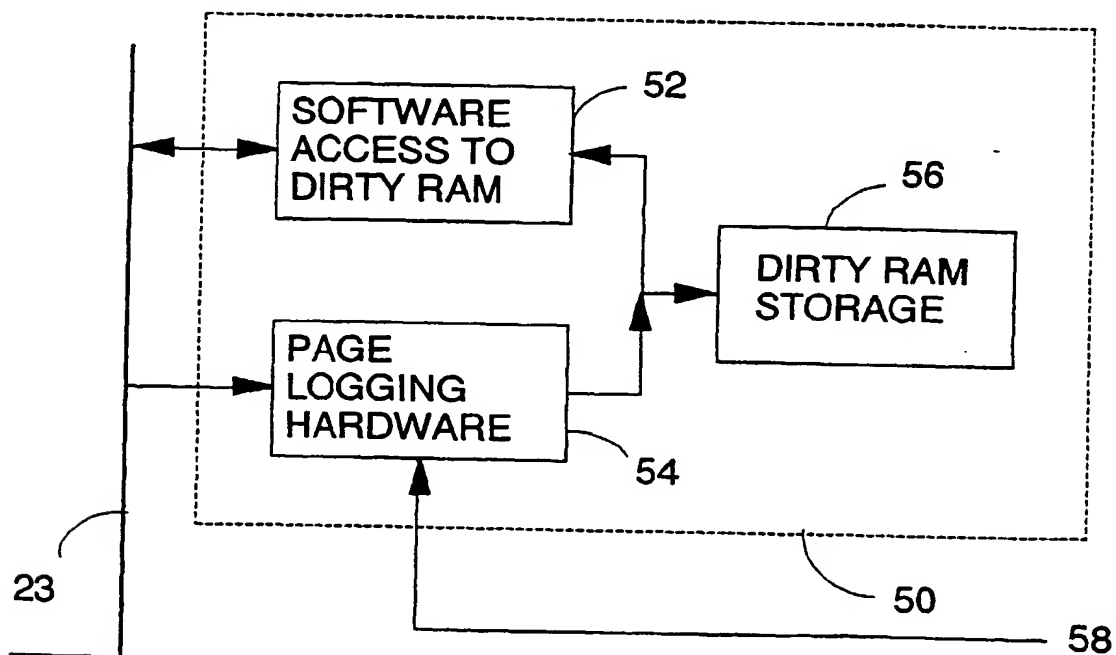 SOFTWARE
ACCESS TO
DIRTY RAM
52
56
DIRTY RAM
STORAGE
PAGE
LOGGING
HARDWARE
54
23
50
58